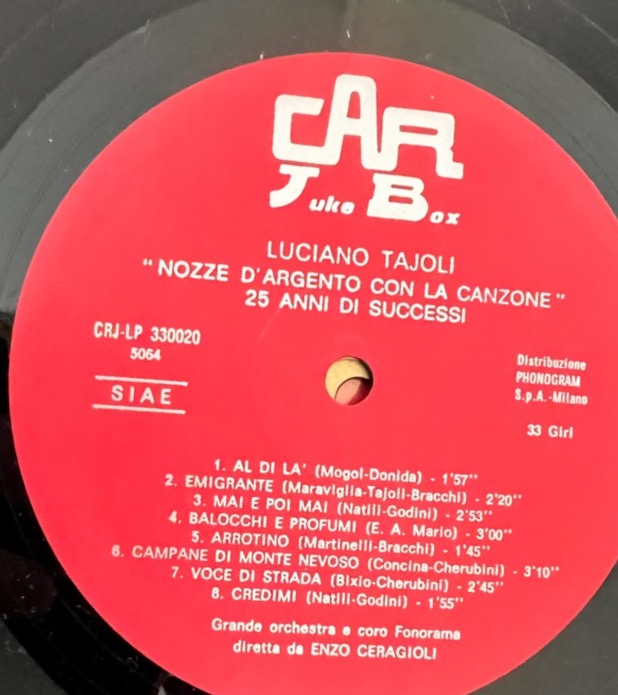 CAR
Juke Box
LUCIANO TAJOLI
"NOZZE D'ARGENTO CON LA CANZONE"
25 ANNI DI SUCCESSI
CRJ-LP 330020
5064
SIAE
Distribuzione
PHONOGRAM
S.p.A.-Milano
33 Giri
1. AL DI LA' (Mogol-Donida) - 1'57''
2. EMIGRANTE (Maraviglia-Tajoli-Bracchi) - 2'20''
3. MAI E POI MAI (Natili-Godini) - 2'53''
4. BALOCCHI E PROFUMI (E. A. Mario) - 3'00''
5. ARROTINO (Martinelli-Bracchi) - 1'45''
6. CAMPANE DI MONTE NEVOSO (Concina-Cherubini) - 3'10''
7. VOCE DI STRADA (Bixio-Cherubini) - 2'45''
8. CREDIMI (Natili-Godini) - 1'55''
Grande orchestra e coro Fonorama
diretta da ENZO CERAGIOLI